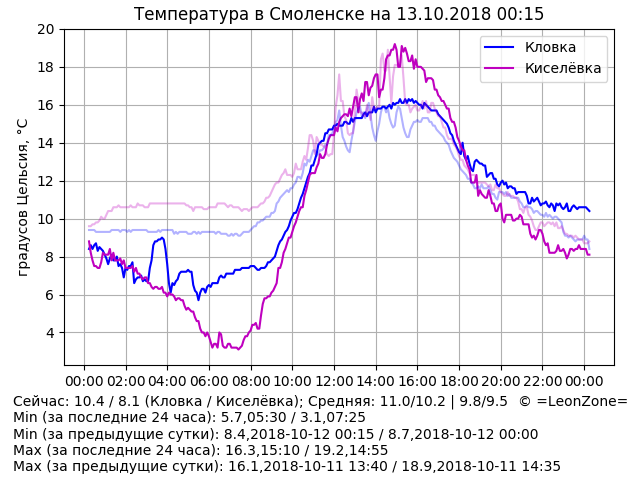 Температура в Смоленске на 13.10.2018 00:15
градусов Цельсия, °C
20
18
16
14
12
10
8
6
4
Кловка
Киселёвка
00:00 02:00 04:00 06:00 08:00 10:00 12:00 14:00 16:00 18:00 20:00 22:00 00:00
Сейчас: 10.4 / 8.1 (Кловка / Киселёвка); Средняя: 11.0/10.2 | 9.8/9.5 © =LeonZone=
Min (за последние 24 часа): 5.7,05:30 / 3.1,07:25
Min (за предыдущие сутки): 8.4,2018-10-12 00:15 / 8.7,2018-10-12 00:00
Max (за последние 24 часа): 16.3,15:10 / 19.2,14:55
Max (за предыдущие сутки): 16.1,2018-10-11 13:40 / 18.9,2018-10-11 14:35